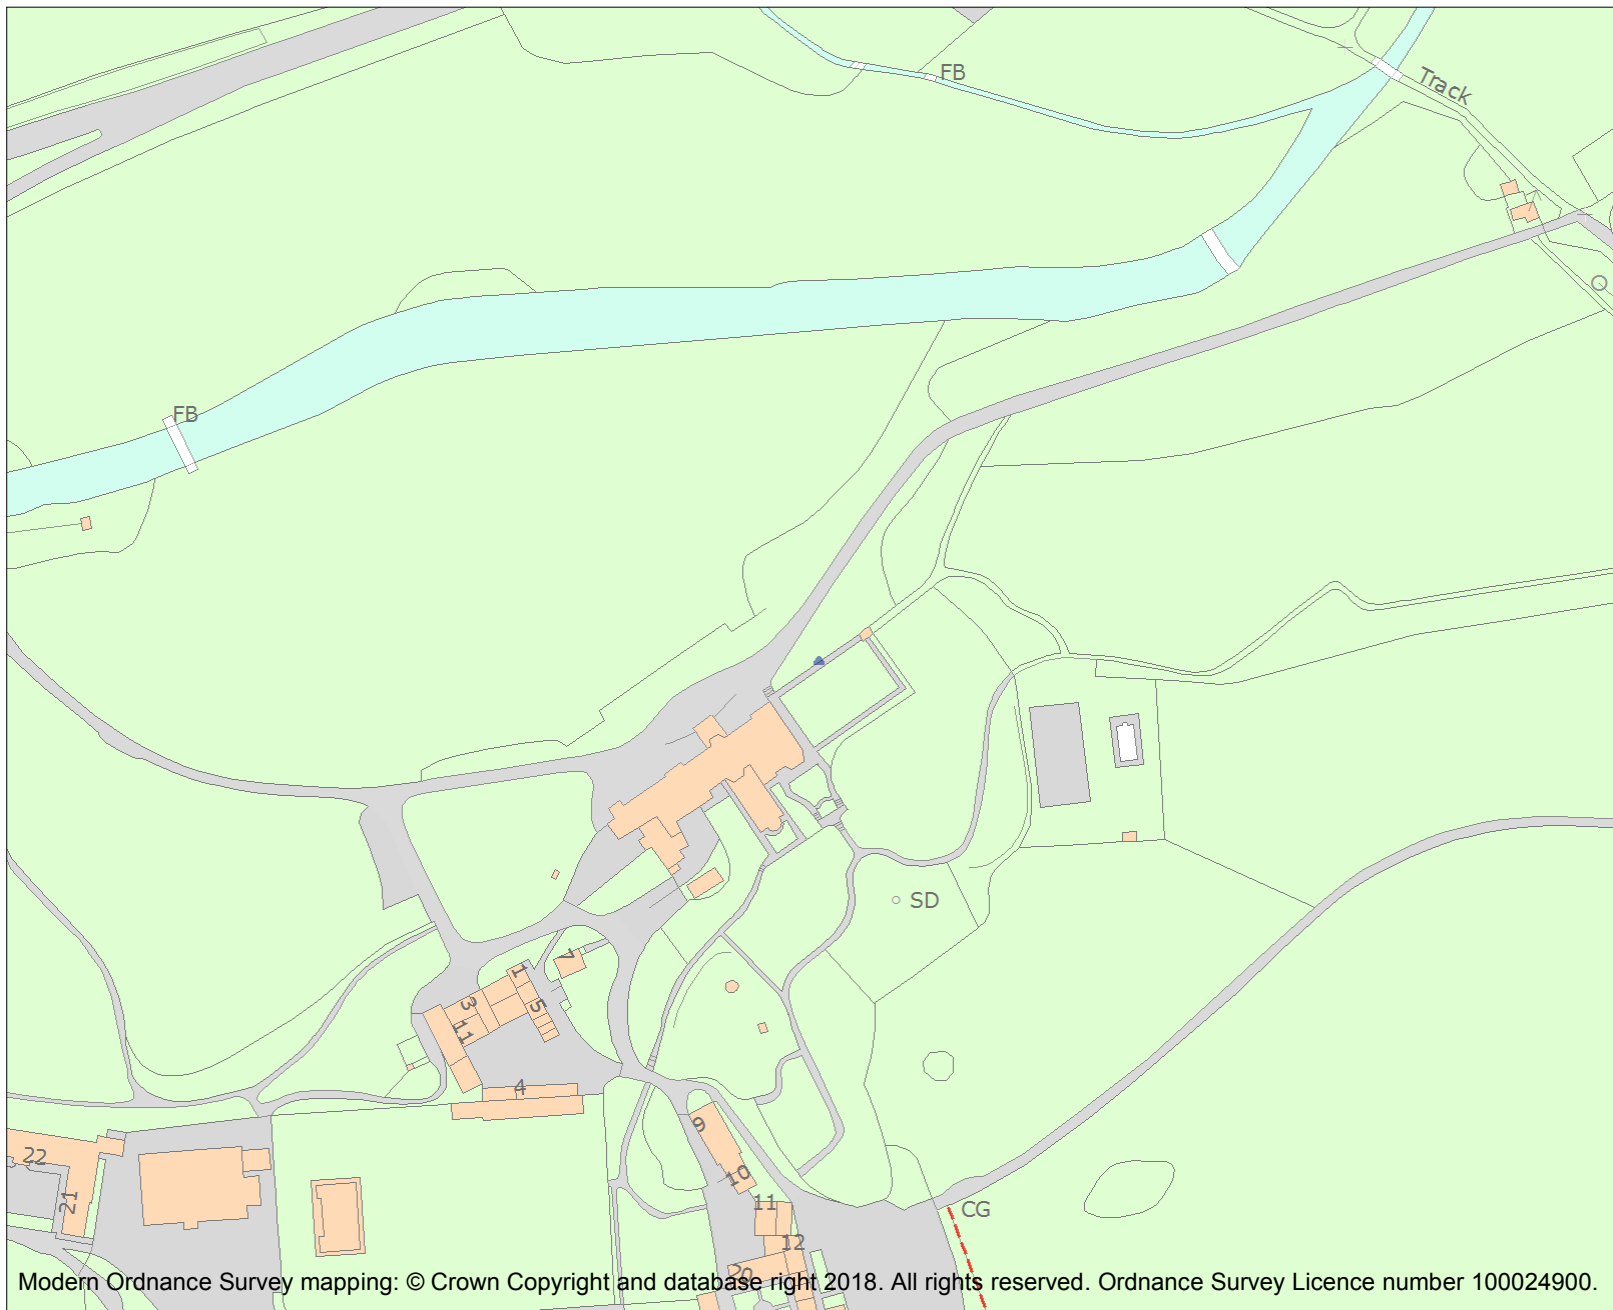 FB
Track
FB
SD
7
1
3
5
11
4
9
22
10
21
11
CG
12
20
Modern Ordnance Survey mapping: © Crown Copyright and database right 2018. All rights reserved. Ordnance Survey Licence number 100024900.